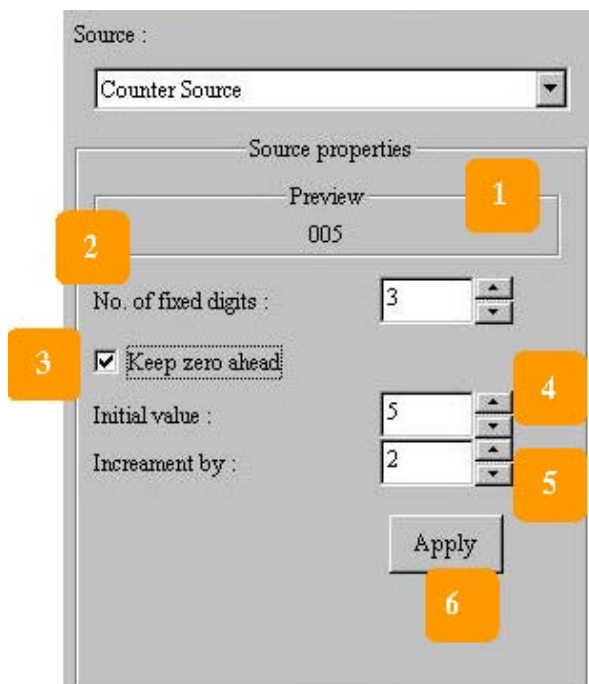 Source :
Counter Source
Source properties
1
Preview
2
005
No. of fixed digits : 3
3
Keep zero ahead
4
Initial value : 5
Increament by : 2
5
Apply
6